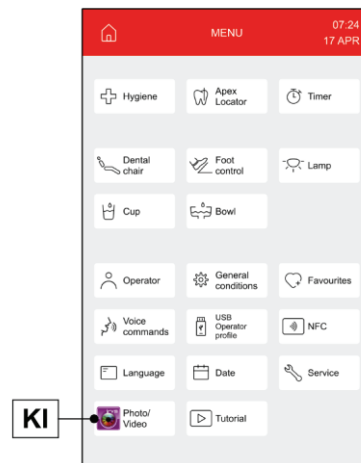 MENU
07:24
17 APR
Hygiene
Apex
Locator
Timer
Dental
chair
Foot
control
Lamp
Cup
Bowl
Operator
General
conditions
Favourites
Voice
commands
USB
Operator
profile
NFC
Language
Date
Service
KI
Photo/
Video
Tutorial